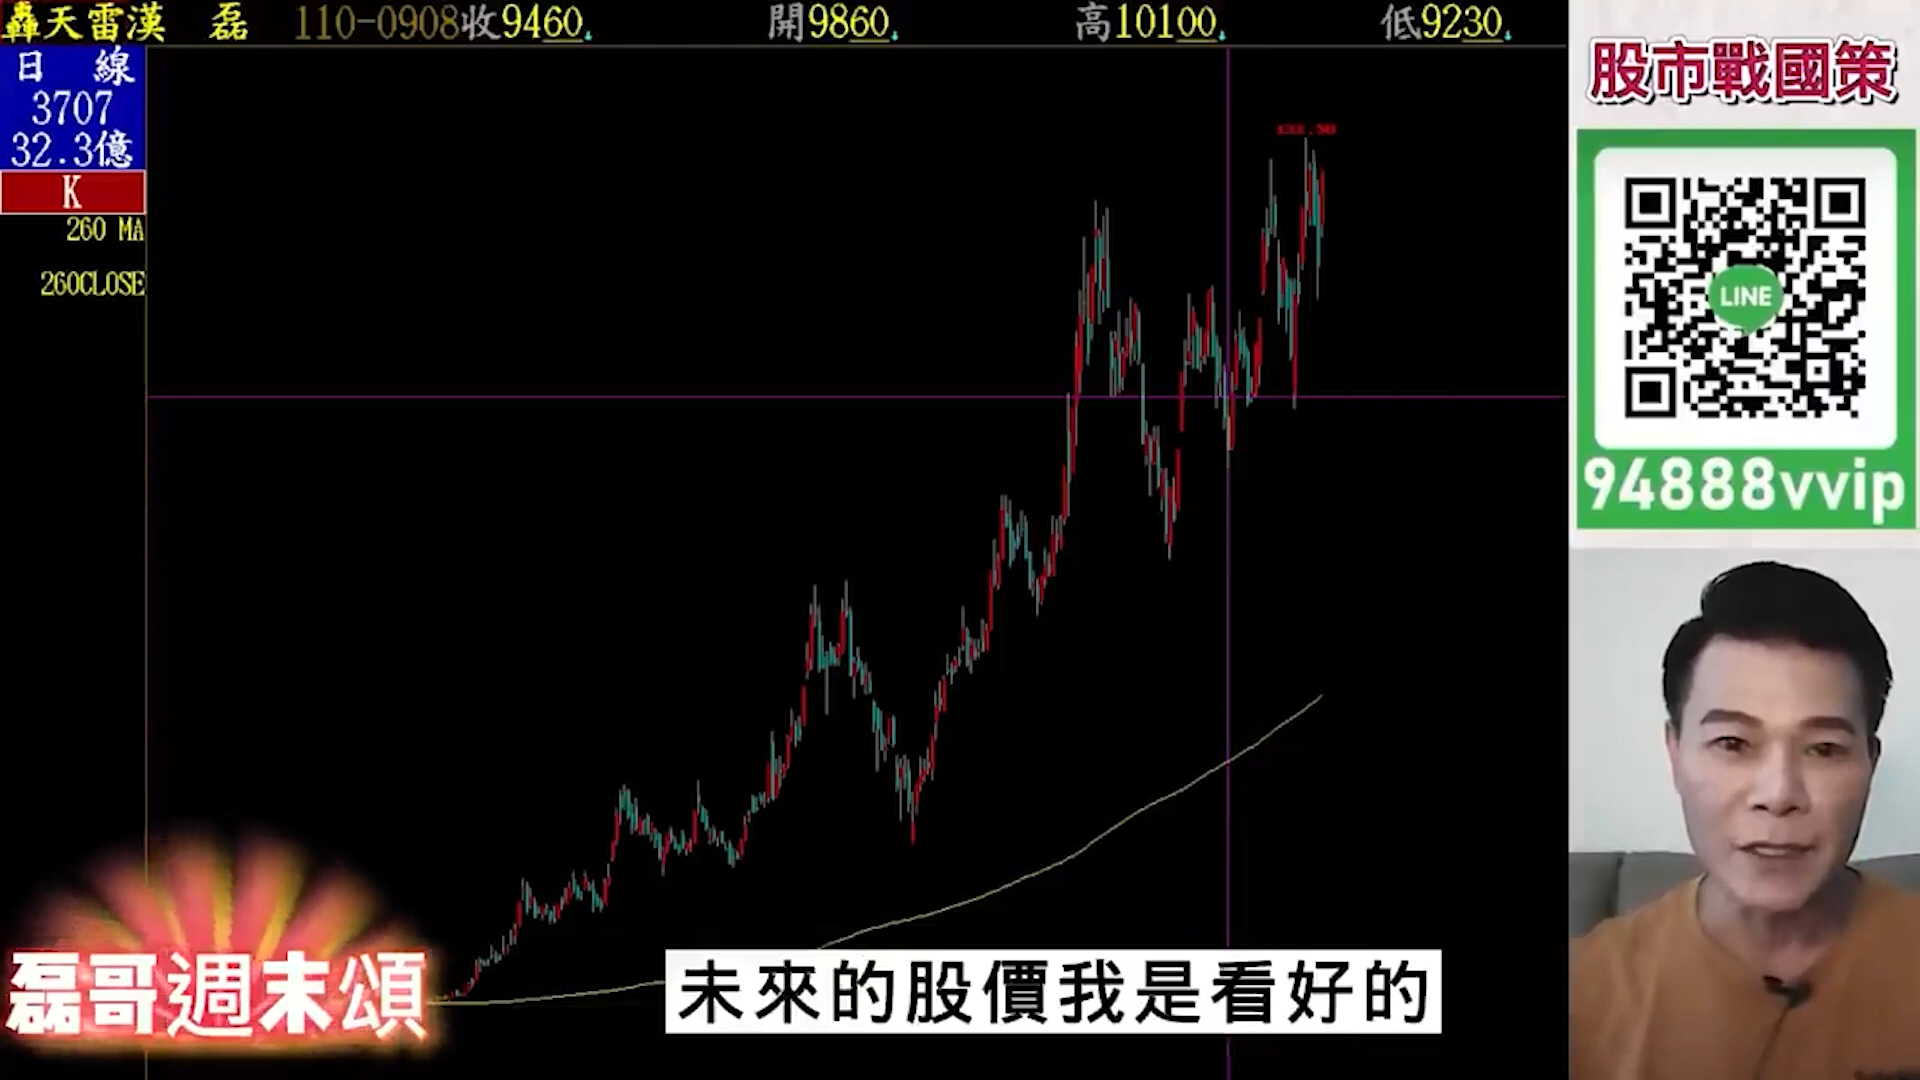 轟天雷漢 磊 110-0908收9460 開9860 高10100 低9230
日 線
3707
32.3億
K
260 MA
260CLOSE
133.50
股市戰國策
LINE
94888vvip
磊哥週末頌
未來的股價我是看好的